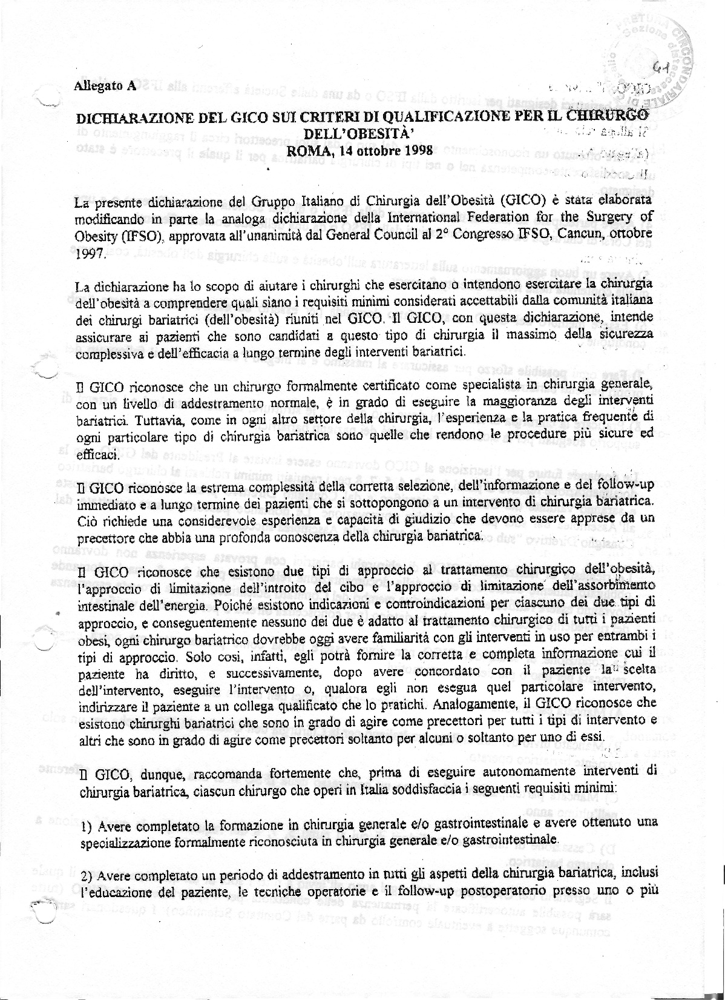 PRETURA CIRCONDARIALE DI
Sezione distaccata
41
Allegato A
DICHIARAZIONE DEL GICO SUI CRITERI DI QUALIFICAZIONE PER IL CHIRURGO
DELL'OBESITÀ'
ROMA, 14 ottobre 1998
La presente dichiarazione del Gruppo Italiano di Chirurgia dell'Obesità (GICO) è stata elaborata
modificando in parte la analoga dichiarazione della International Federation for the Surgery of
Obesity (IFSO), approvata all'unanimità dal General Council al 2° Congresso IFSO, Cancun, ottobre
1997.
La dichiarazione ha lo scopo di aiutare i chirurghi che esercitano o intendono esercitare la chirurgia
dell'obesità a comprendere quali siano i requisiti minimi considerati accettabili dalla comunità italiana
dei chirurgi bariatrici (dell'obesità) riuniti nel GICO. Il GICO, con questa dichiarazione, intende
assicurare ai pazienti che sono candidati a questo tipo di chirurgia il massimo della sicurezza
complessiva e dell'efficacia a lungo termine degli interventi bariatrici.
Il GICO riconosce che un chirurgo formalmente certificato come specialista in chirurgia generale,
con un livello di addestramento normale, è in grado di eseguire la maggioranza degli interventi
bariatrici. Tuttavia, come in ogni altro settore della chirurgia, l'esperienza e la pratica frequente di
ogni particolare tipo di chirurgia bariatrica sono quelle che rendono le procedure più sicure ed
efficaci.
Il GICO riconosce la estrema complessità della corretta selezione, dell'informazione e del follow-up
immediato e a lungo termine dei pazienti che si sottopongono a un intervento di chirurgia bariatrica.
Ciò richiede una considerevole esperienza e capacità di giudizio che devono essere apprese da un
precettore che abbia una profonda conoscenza della chirurgia bariatrica.
Il GICO riconosce che esistono due tipi di approccio al trattamento chirurgico dell'obesità,
l'approccio di limitazione dell'introito del cibo e l'approccio di limitazione dell'assorbimento
intestinale dell'energia. Poiché esistono indicazioni e controindicazioni per ciascuno dei due tipi di
approccio, e conseguentemente nessuno dei due è adatto al trattamento chirurgico di tutti i pazienti
obesi, ogni chirurgo bariatrico dovrebbe oggi avere familiarità con gli interventi in uso per entrambi i
tipi di approccio. Solo così, infatti, egli potrà fornire la corretta e completa informazione cui il
paziente ha diritto, e successivamente, dopo avere concordato con il paziente la scelta
dell'intervento, eseguire l'intervento o, qualora egli non esegua quel particolare intervento,
indirizzare il paziente a un collega qualificato che lo pratichi. Analogamente, il GICO riconosce che
esistono chirurghi bariatrici che sono in grado di agire come precettori per tutti i tipi di intervento e
altri che sono in grado di agire come precettori soltanto per alcuni o soltanto per uno di essi.
Il GICO, dunque, raccomanda fortemente che, prima di eseguire autonomamente interventi di
chirurgia bariatrica, ciascun chirurgo che operi in Italia soddisfaccia i seguenti requisiti minimi:
1) Avere completato la formazione in chirurgia generale e/o gastrointestinale e avere ottenuto una
specializzazione formalmente riconosciuta in chirurgia generale e/o gastrointestinale.
2) Avere completato un periodo di addestramento in tutti gli aspetti della chirurgia bariatrica, inclusi
l'educazione del paziente, le tecniche operatorie e il follow-up postoperatorio presso uno o più